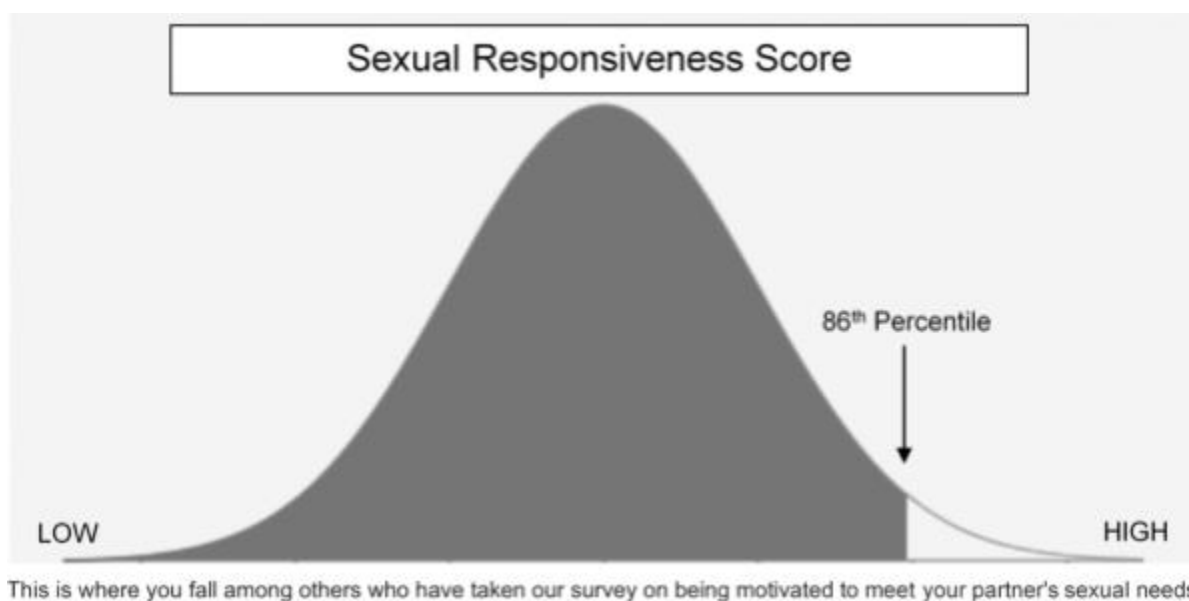 Sexual Responsiveness Score
86th Percentile
LOW
HIGH
This is where you fall among others who have taken our survey on being motivated to meet your partner's sexual needs